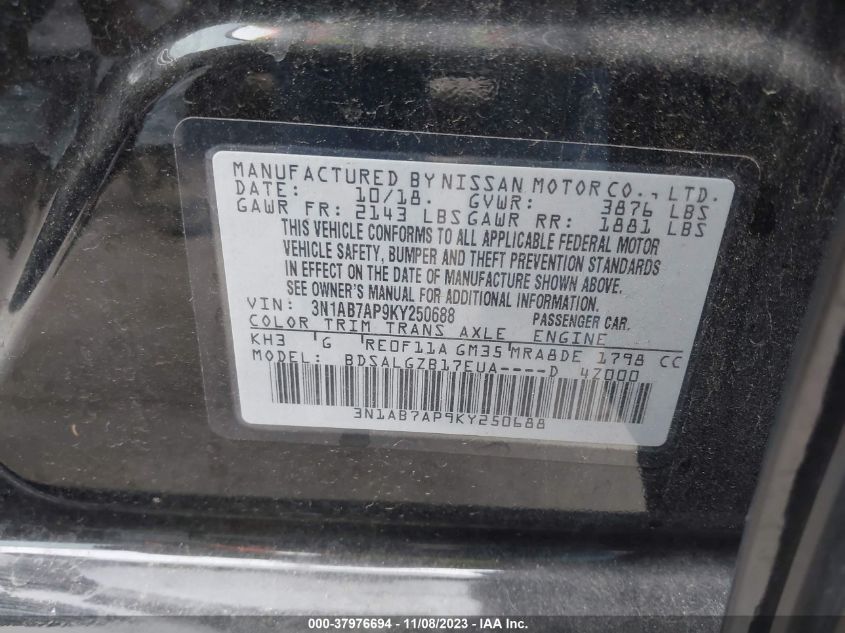 MANUFACTURED BY NISSAN MOTOR CO., LTD.
DATE: 10/18. GVWR: 3876 LBS
GAWR FR: 2143 LBS GAWR RR: 1881 LBS
THIS VEHICLE CONFORMS TO ALL APPLICABLE FEDERAL MOTOR
VEHICLE SAFETY, BUMPER AND THEFT PREVENTION STANDARDS
IN EFFECT ON THE DATE OF MANUFACTURE SHOWN ABOVE.
SEE OWNER'S MANUAL FOR ADDITIONAL INFORMATION.
VIN: 3N1AB7AP9KY250688 PASSENGER CAR.
COLOR TRIM TRANS AXLE ENGINE
KH3 G RE0F11A GM35 MRA8DE 1798 CC
MODEL: BDSALGZB17EUA----D 4Z000
3N1AB7AP9KY250688
000-37976694 - 11/08/2023 - IAA Inc.